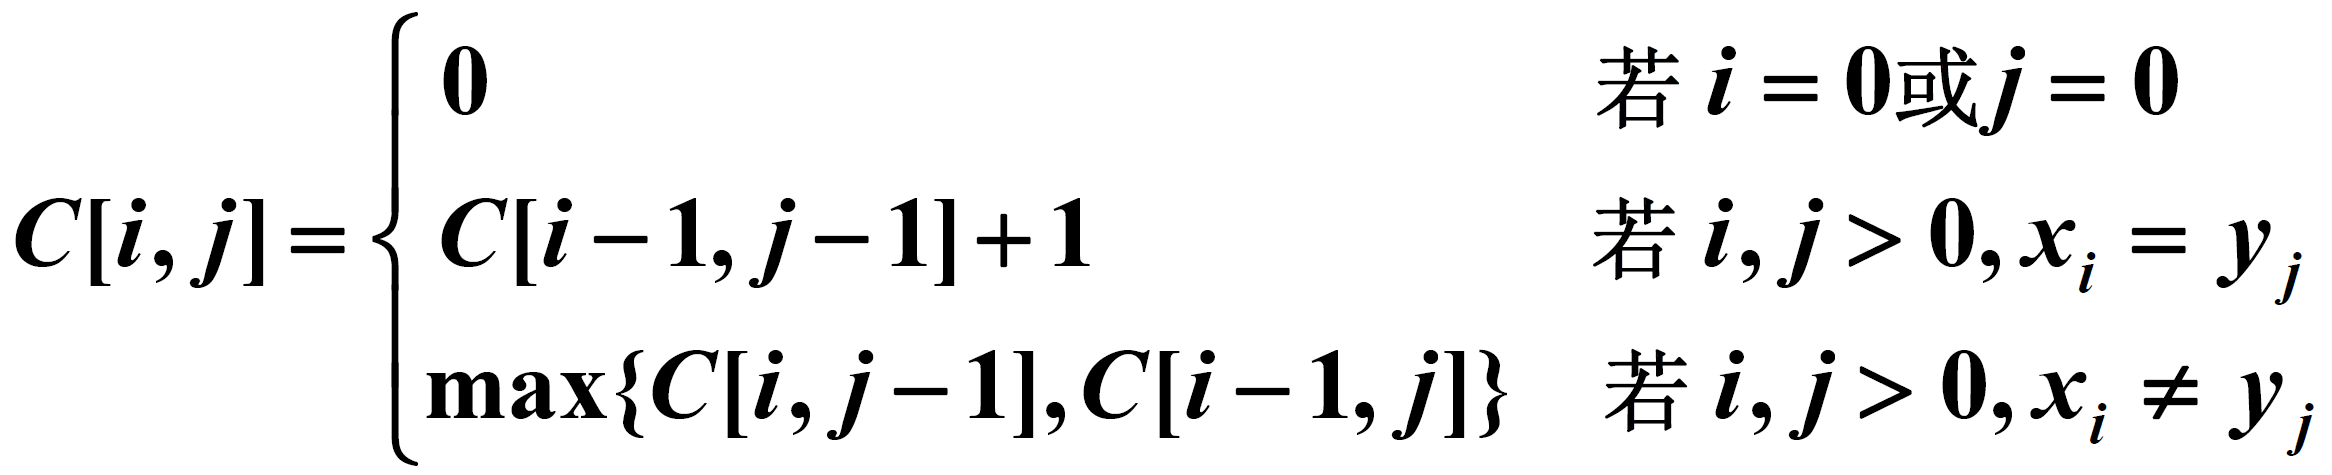 0 若 i = 0或j = 0
C[i, j] = { C[i − 1, j − 1] + 1 若 i, j > 0, x_i = y_j
max{C[i, j − 1], C[i − 1, j]} 若 i, j > 0, x_i ≠ y_j